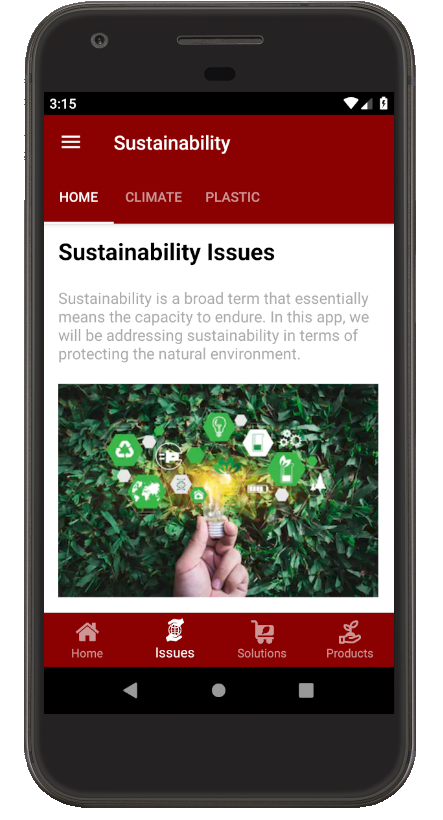 3:15
Sustainability
HOME CLIMATE PLASTIC
Sustainability Issues
Sustainability is a broad term that essentially
means the capacity to endure. In this app, we
will be addressing sustainability in terms of
protecting the natural environment.
Home Issues Solutions Products